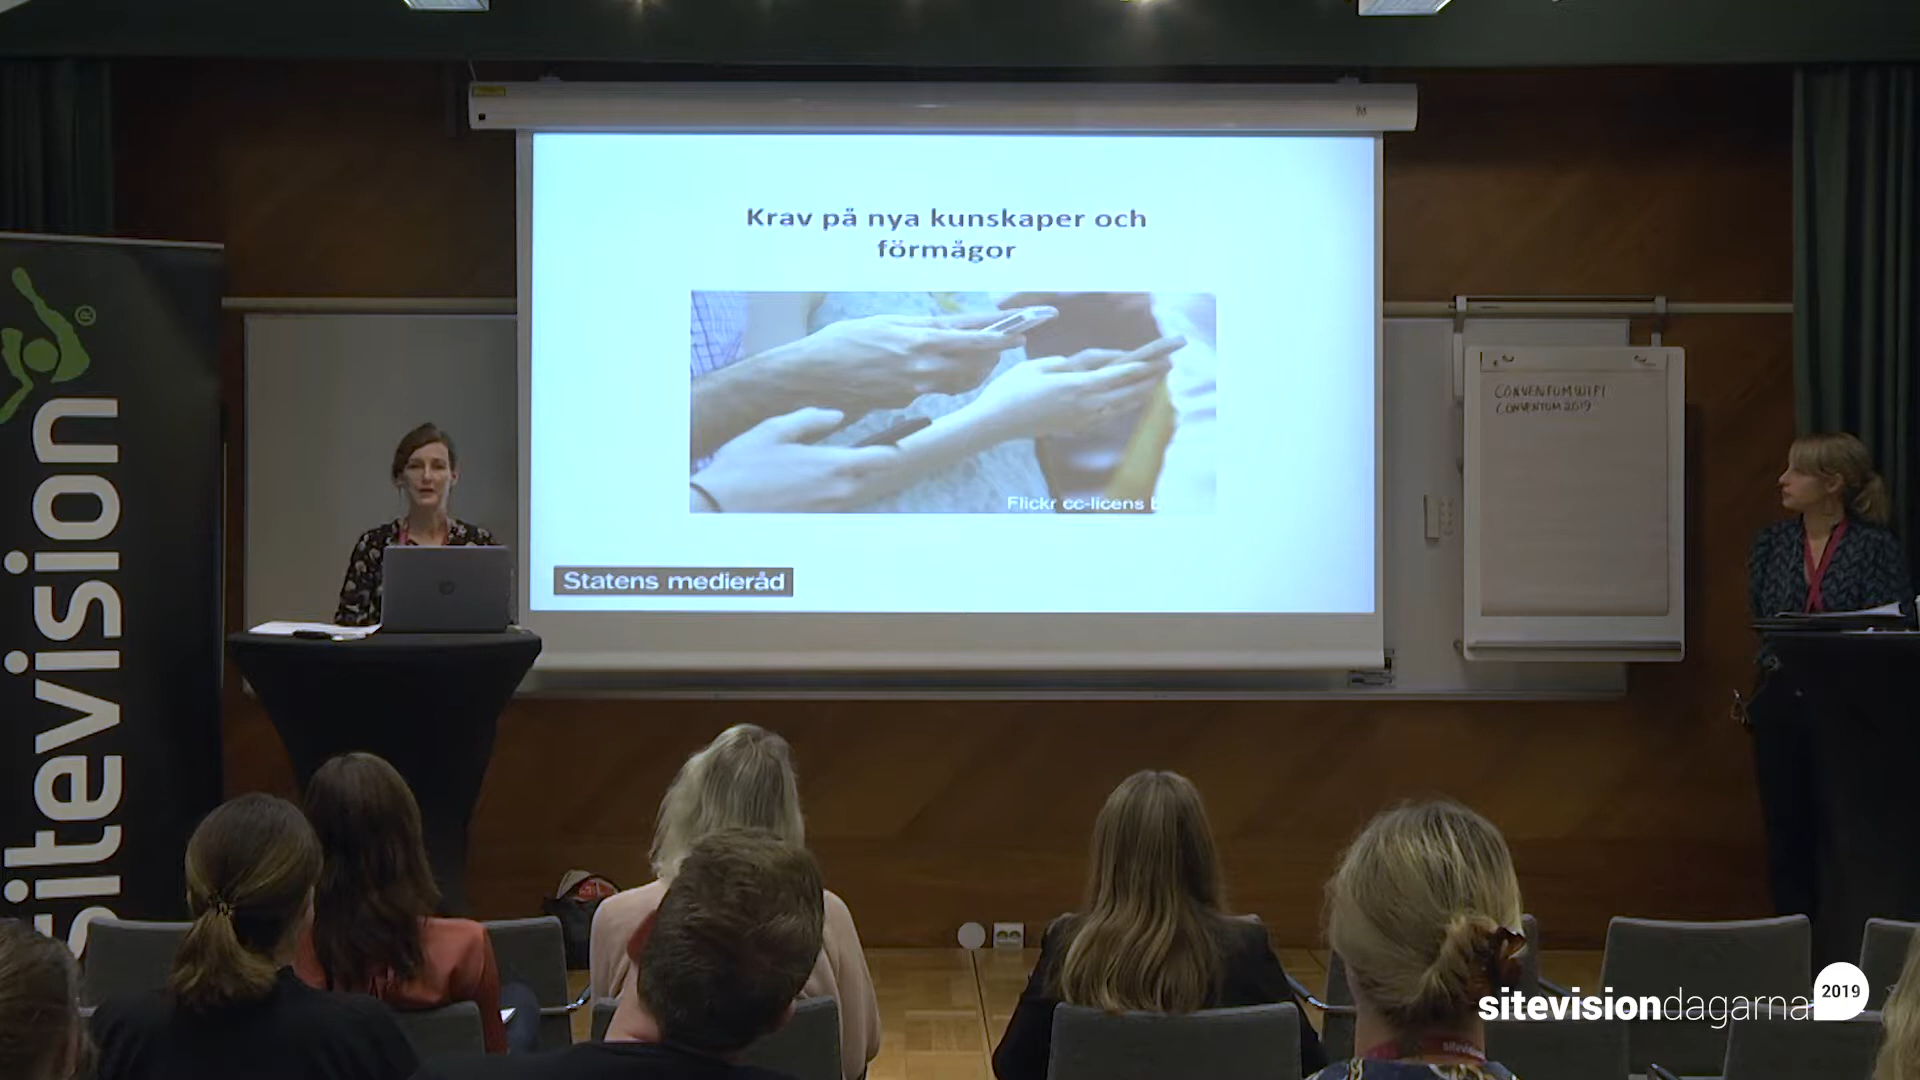 Krav på nya kunskaper och
förmågor
Flickr cc-licens
Statens medieråd
CONVENTUMWIFI
CONVENTUM2019
sitevision
®
sitevisiondagarna
2019